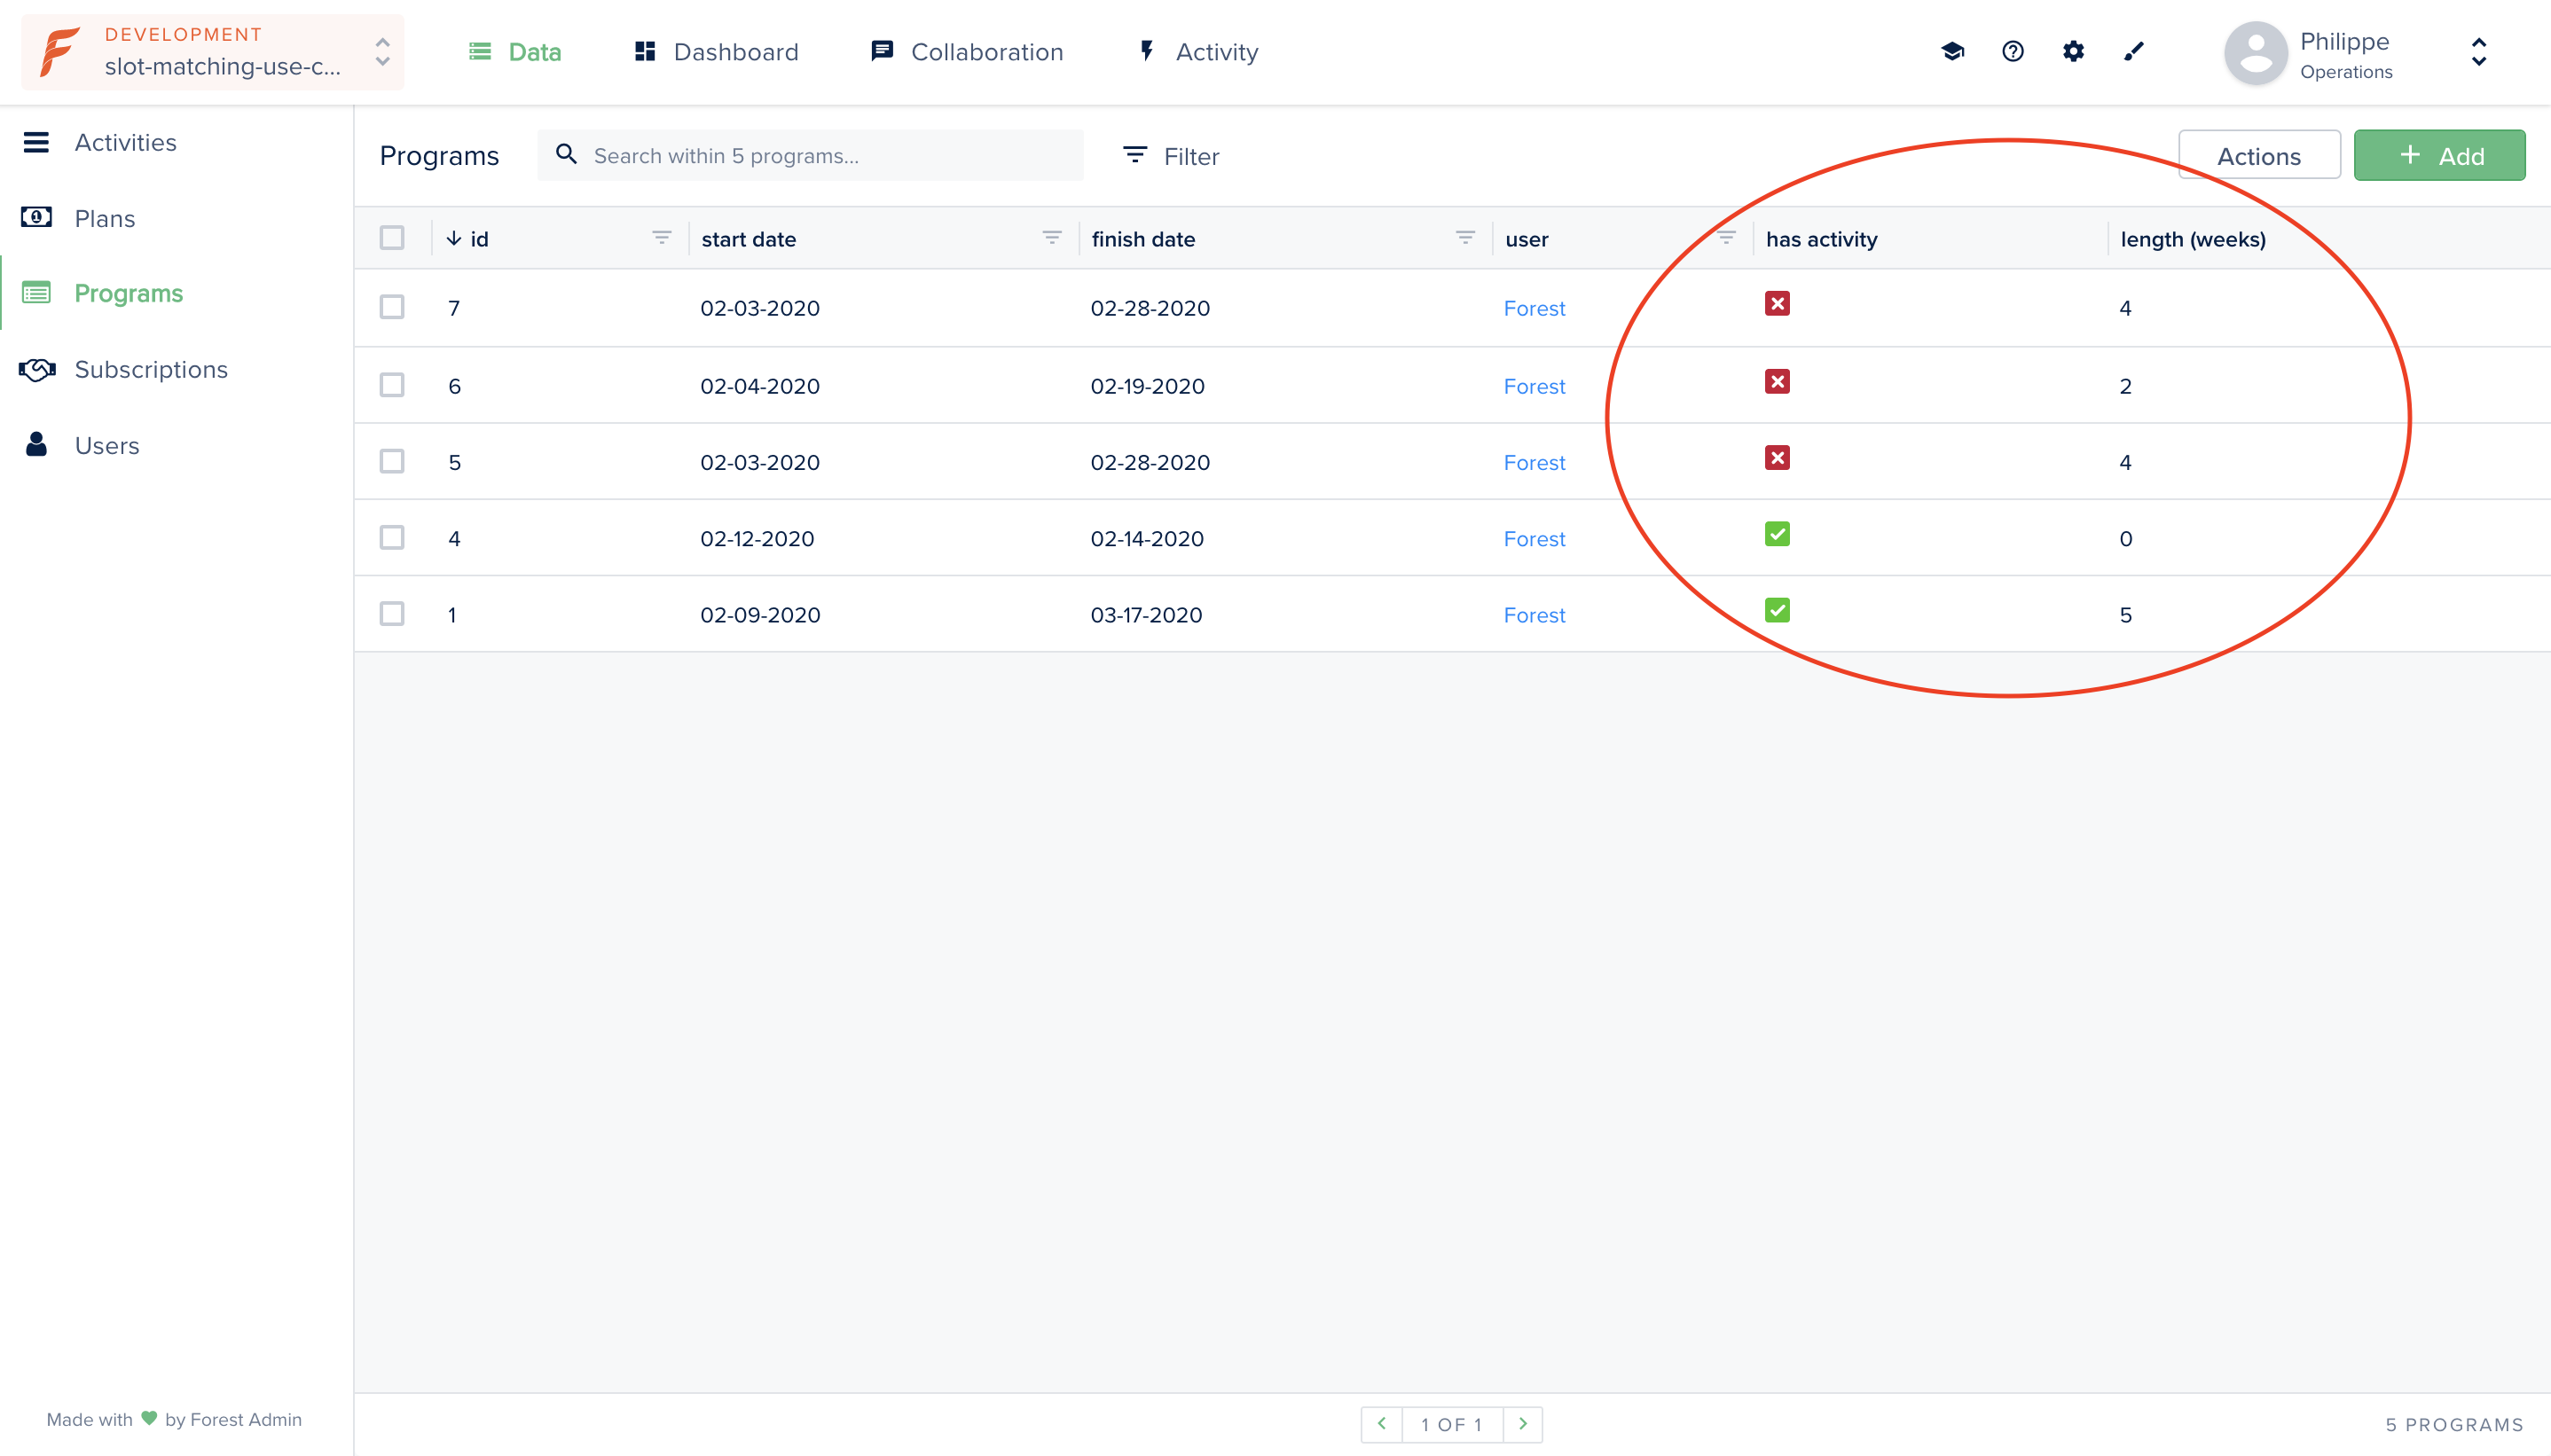 DEVELOPMENT
slot-matching-use-c...
Data
Dashboard
Collaboration
Activity
Philippe
Operations
Activities
Plans
Programs
Subscriptions
Users
Programs
Search within 5 programs...
Filter
Actions
+ Add
id start date finish date user has activity length (weeks)
7 02-03-2020 02-28-2020 Forest 4
6 02-04-2020 02-19-2020 Forest 2
5 02-03-2020 02-28-2020 Forest 4
4 02-12-2020 02-14-2020 Forest 0
1 02-09-2020 03-17-2020 Forest 5
Made with by Forest Admin
1 OF 1
5 PROGRAMS